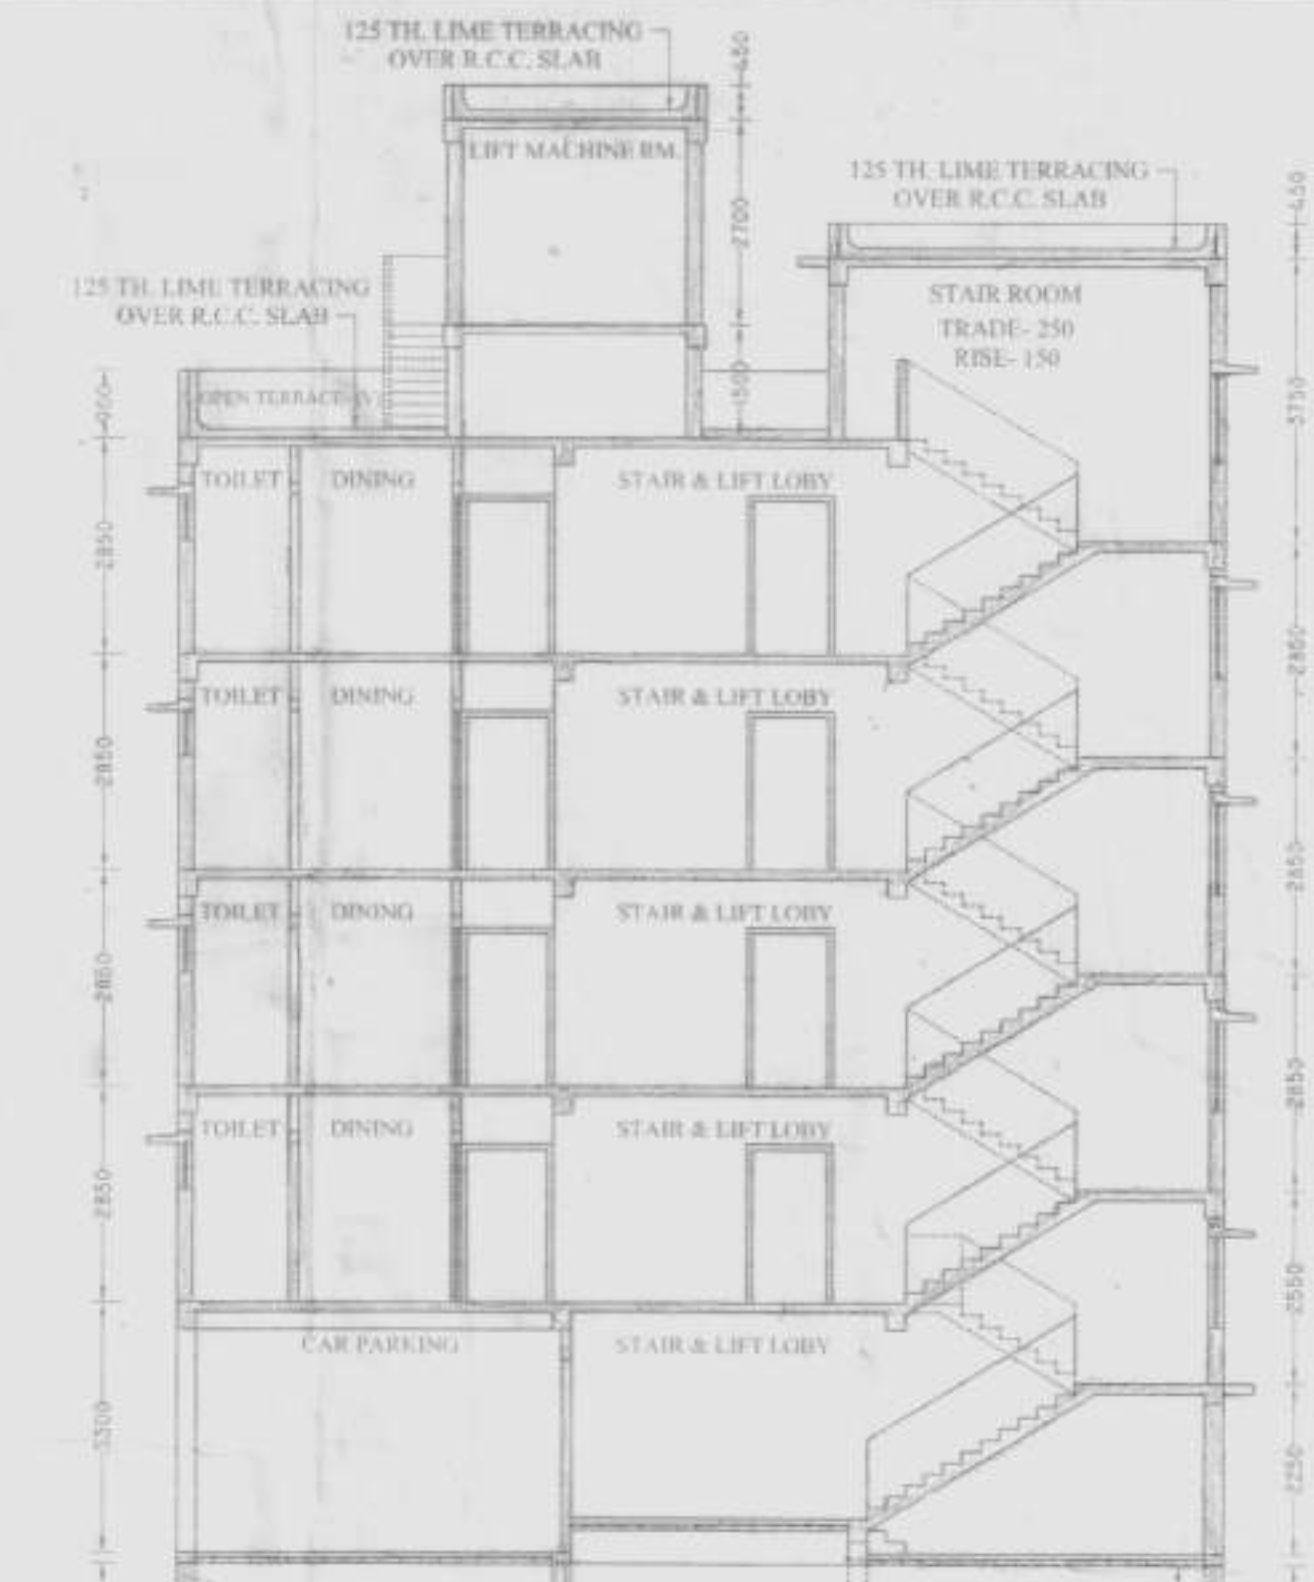 125 TH. LIME TERRACING
OVER R.C.C. SLAB
450
LIFT MACHINE RM.
2700
125 TH. LIME TERRACING
OVER R.C.C. SLAB
450
125 TH. LIME TERRACING
OVER R.C.C. SLAB
STAIR ROOM
TRADE- 250
RISE- 150
OPEN TERRACE
900
1500
3750
TOILET
DINING
STAIR & LIFT LOBY
2850
2850
TOILET
DINING
STAIR & LIFT LOBY
2850
2850
TOILET
DINING
STAIR & LIFT LOBY
2850
2850
TOILET
DINING
STAIR & LIFT LOBY
2850
2550
CAR PARKING
STAIR & LIFT LOBY
3300
2250